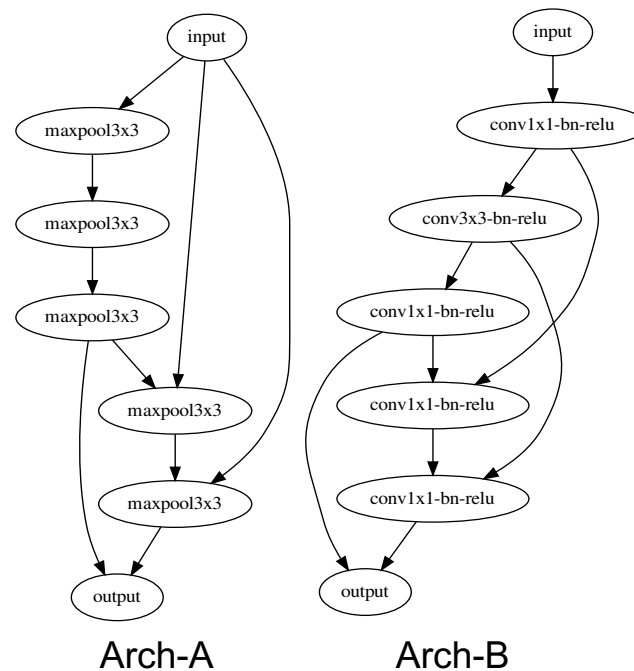 input
maxpool3x3
maxpool3x3
maxpool3x3
maxpool3x3
maxpool3x3
output
Arch-A
input
conv1x1-bn-relu
conv3x3-bn-relu
conv1x1-bn-relu
conv1x1-bn-relu
conv1x1-bn-relu
output
Arch-B